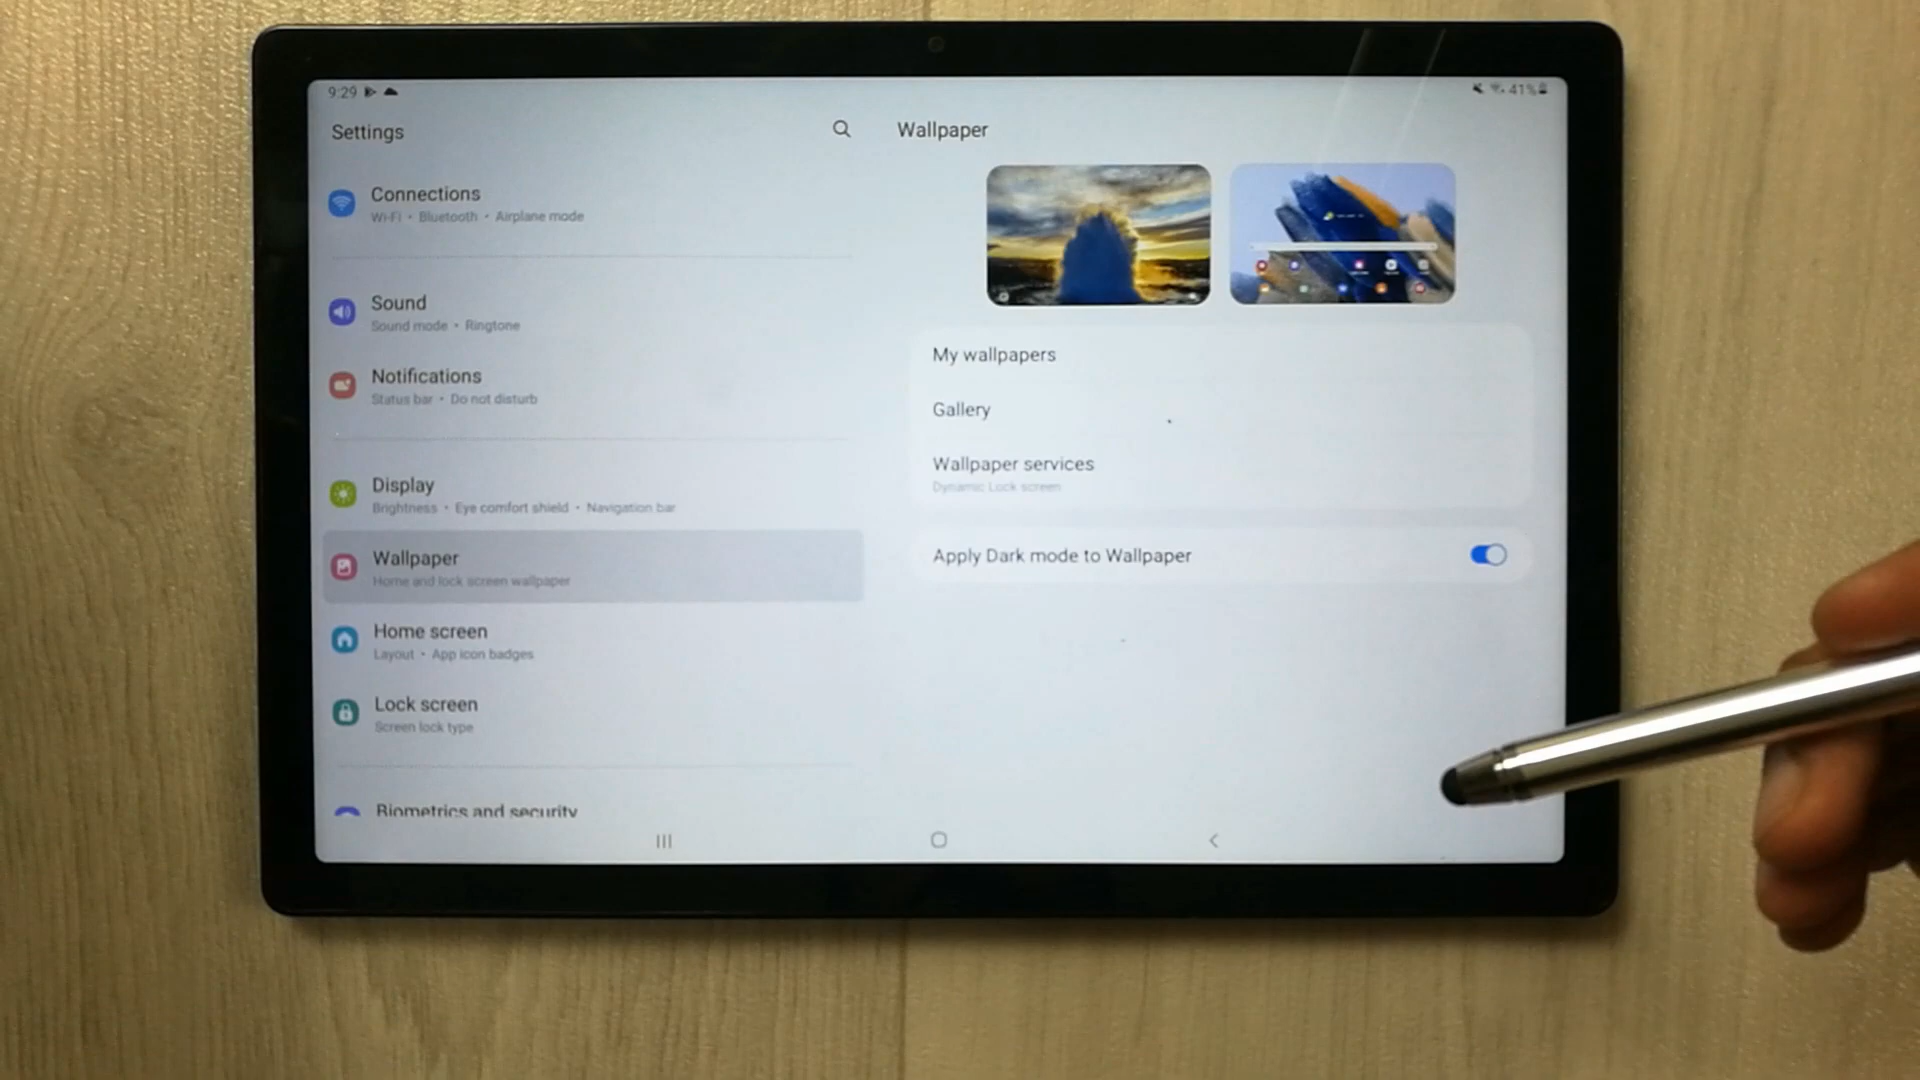 9:29
41%
Settings
Wallpaper
Connections
Wi-Fi • Bluetooth • Airplane mode
Sound
Sound mode • Ringtone
Notifications
Status bar • Do not disturb
Display
Brightness • Eye comfort shield • Navigation bar
Wallpaper
Home and lock screen wallpaper
Home screen
Layout • App icon badges
Lock screen
Screen lock type
Biometrics and security
My wallpapers
Gallery
Wallpaper services
Dynamic Lock screen
Apply Dark mode to Wallpaper